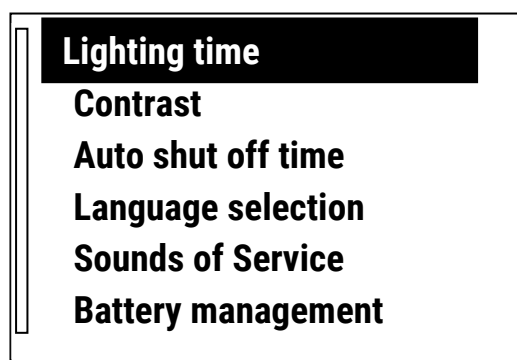 Lighting time
Contrast
Auto shut off time
Language selection
Sounds of Service
Battery management